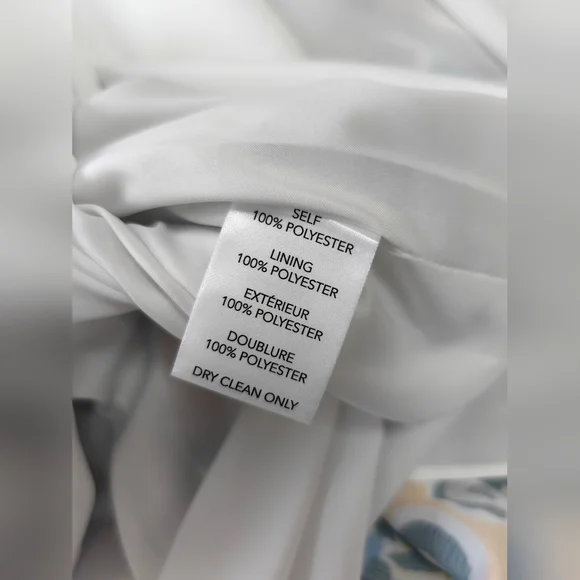 SELF
100% POLYESTER
LINING
100% POLYESTER
EXTÉRIEUR
100% POLYESTER
DOUBLURE
100% POLYESTER
DRY CLEAN ONLY